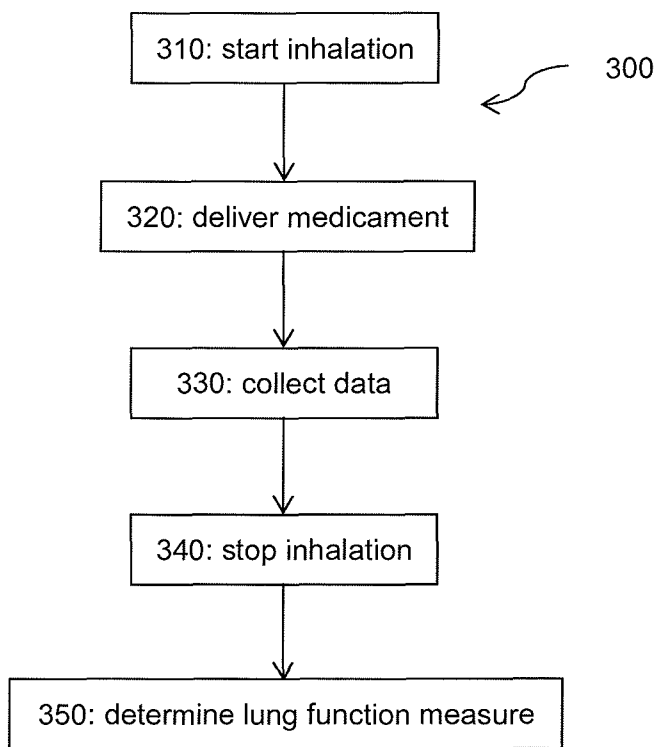 310: start inhalation
300
320: deliver medicament
330: collect data
340: stop inhalation
350: determine lung function measure